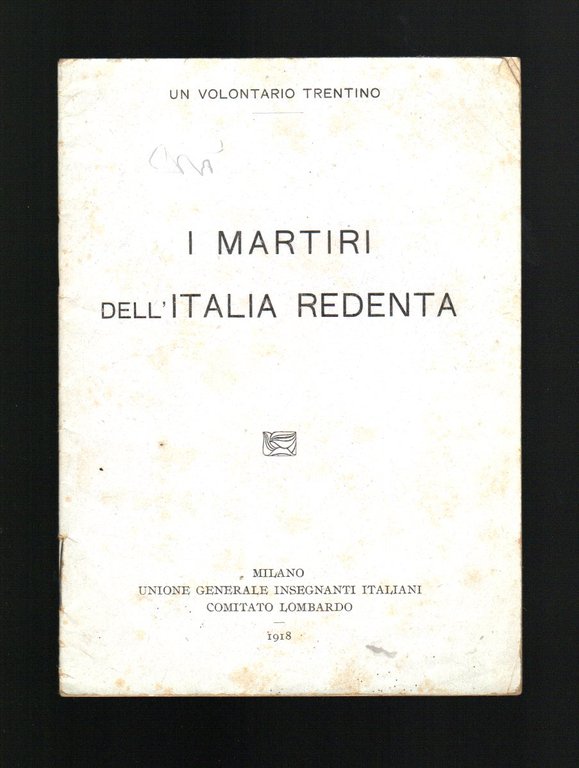 UN VOLONTARIO TRENTINO
I MARTIRI
DELL'ITALIA REDENTA
MILANO
UNIONE GENERALE INSEGNANTI ITALIANI
COMITATO LOMBARDO
1918